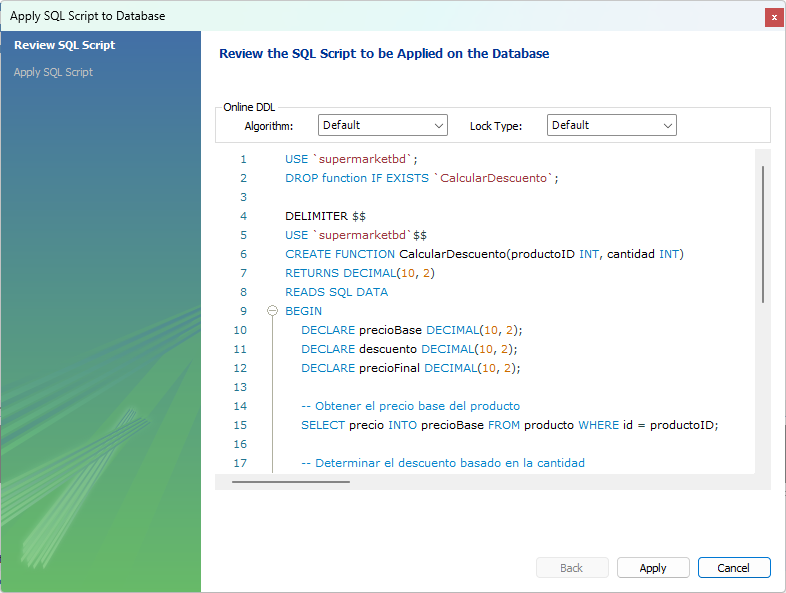 Apply SQL Script to Database
x
Review SQL Script
Apply SQL Script
Review the SQL Script to be Applied on the Database
Online DDL
Algorithm: Default Lock Type: Default
1 USE `supermarketbd`;
2 DROP function IF EXISTS `CalcularDescuento`;
3
4 DELIMITER $$
5 USE `supermarketbd`$$
6 CREATE FUNCTION CalcularDescuento(productoID INT, cantidad INT)
7 RETURNS DECIMAL(10, 2)
8 READS SQL DATA
9 BEGIN
10 DECLARE precioBase DECIMAL(10, 2);
11 DECLARE descuento DECIMAL(10, 2);
12 DECLARE precioFinal DECIMAL(10, 2);
13
14 -- Obtener el precio base del producto
15 SELECT precio INTO precioBase FROM producto WHERE id = productoID;
16
17 -- Determinar el descuento basado en la cantidad
Back Apply Cancel